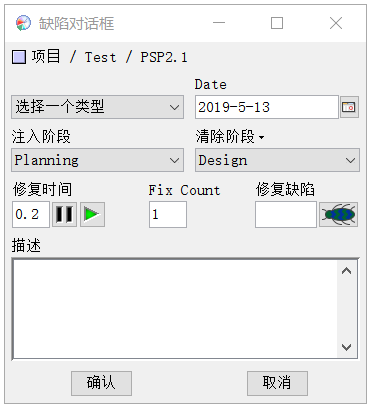 缺陷对话框
项目 / Test / PSP2.1
Date
选择一个类型 2019-5-13
注入阶段 清除阶段
Planning Design
修复时间 Fix Count 修复缺陷
0.2 1
描述
确认 取消